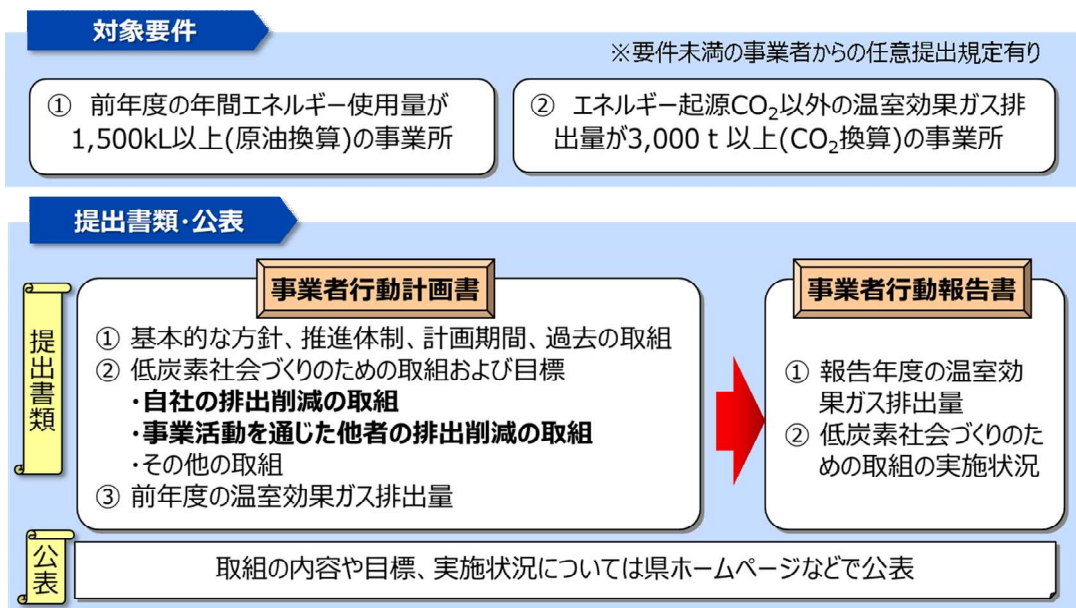 対象要件
※要件未満の事業者からの任意提出規定有り
① 前年度の年間エネルギー使用量が
1,500kL以上(原油換算)の事業所
② エネルギー起源CO₂以外の温室効果ガス排
出量が3,000ｔ以上(CO₂換算)の事業所
提出書類・公表
提出書類
事業者行動計画書
① 基本的な方針、推進体制、計画期間、過去の取組
② 低炭素社会づくりのための取組および目標
・自社の排出削減の取組
・事業活動を通じた他者の排出削減の取組
・その他の取組
③ 前年度の温室効果ガス排出量
事業者行動報告書
① 報告年度の温室効
果ガス排出量
② 低炭素社会づくりのた
めの取組の実施状況
公表
取組の内容や目標、実施状況については県ホームページなどで公表